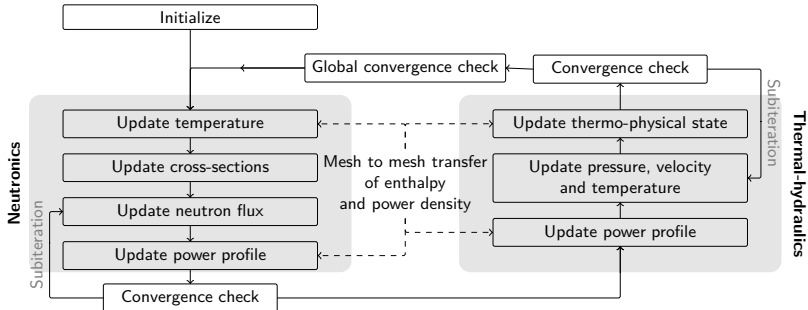 Initialize
Global convergence check
Convergence check
Subiteration
Thermal-hydraulics
Neutronics
Update temperature
Update cross-sections
Update neutron flux
Update power profile
Subiteration
Convergence check
Mesh to mesh transfer
of enthalpy
and power density
Update thermo-physical state
Update pressure, velocity
and temperature
Update power profile